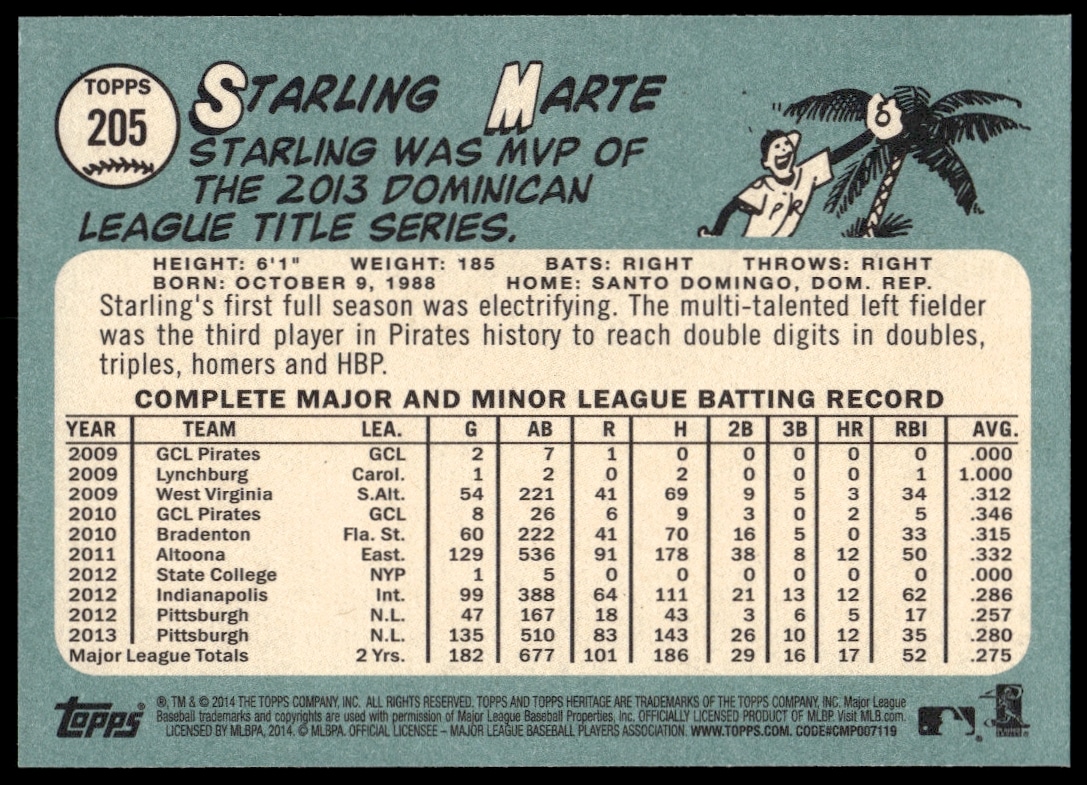 TOPPS
205
STARLING MARTE
STARLING WAS MVP OF
THE 2013 DOMINICAN
LEAGUE TITLE SERIES.
6
P R
HEIGHT: 6'1" WEIGHT: 185 BATS: RIGHT THROWS: RIGHT
BORN: OCTOBER 9, 1988 HOME: SANTO DOMINGO, DOM. REP.
Starling's first full season was electrifying. The multi-talented left fielder
was the third player in Pirates history to reach double digits in doubles,
triples, homers and HBP.
COMPLETE MAJOR AND MINOR LEAGUE BATTING RECORD
YEAR TEAM LEA. G AB R H 2B 3B HR RBI AVG.
2009 GCL Pirates GCL 2 7 1 0 0 0 0 0 .000
2009 Lynchburg Carol. 1 2 0 2 0 0 0 1 1.000
2009 West Virginia S.Alt. 54 221 41 69 9 5 3 34 .312
2010 GCL Pirates GCL 8 26 6 9 3 0 2 5 .346
2010 Bradenton Fla. St. 60 222 41 70 16 5 0 33 .315
2011 Altoona East. 129 536 91 178 38 8 12 50 .332
2012 State College NYP 1 5 0 0 0 0 0 0 .000
2012 Indianapolis Int. 99 388 64 111 21 13 12 62 .286
2012 Pittsburgh N.L. 47 167 18 43 3 6 5 17 .257
2013 Pittsburgh N.L. 135 510 83 143 26 10 12 35 .280
Major League Totals 2 Yrs. 182 677 101 186 29 16 17 52 .275
topps
®, TM & © 2014 THE TOPPS COMPANY, INC. ALL RIGHTS RESERVED. TOPPS AND TOPPS HERITAGE ARE TRADEMARKS OF THE TOPPS COMPANY, INC. Major League
Baseball trademarks and copyrights are used with permission of Major League Baseball Properties, Inc. OFFICIALLY LICENSED PRODUCT OF MLBP. Visit MLB.com.
LICENSED BY MLBPA, 2014. © MLBPA. OFFICIAL LICENSEE – MAJOR LEAGUE BASEBALL PLAYERS ASSOCIATION. WWW.TOPPS.COM. CODE#CMP007119